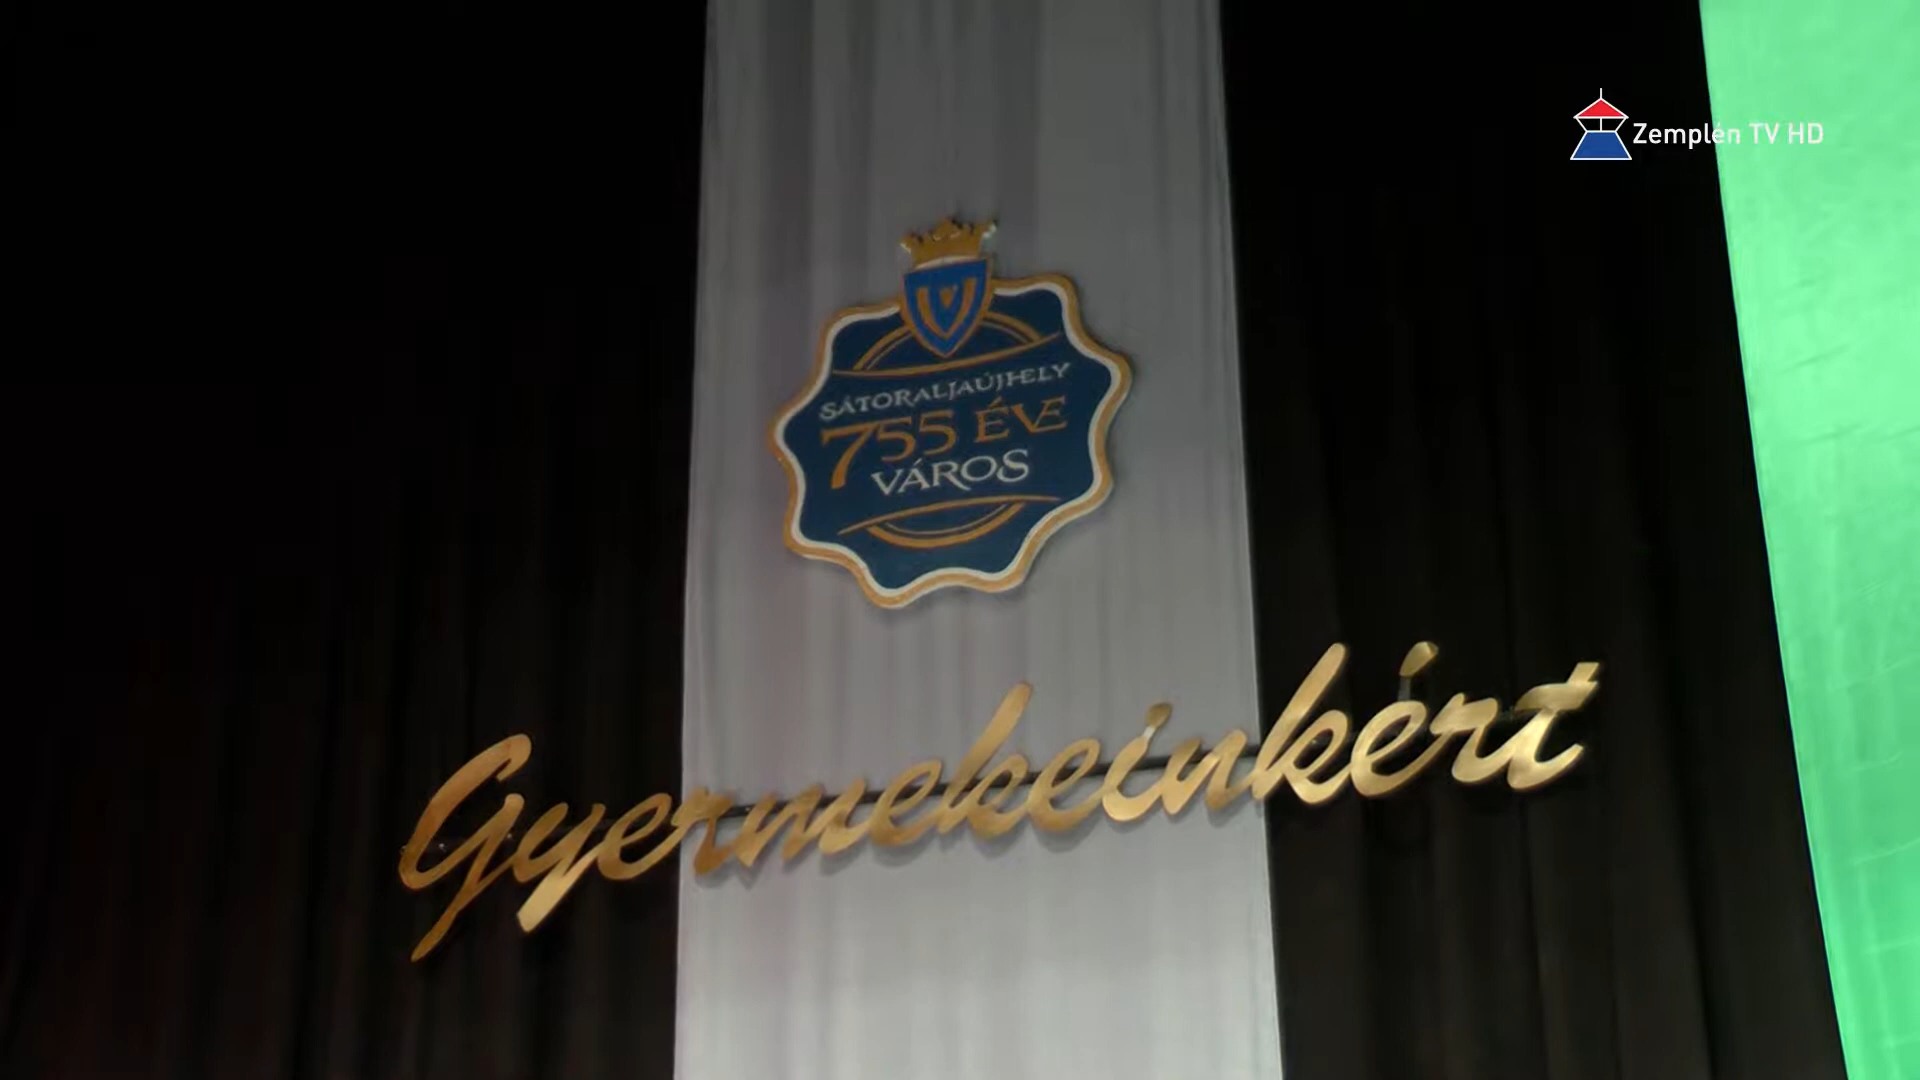 Zemplén TV HD
SÁTORALJAÚJHELY
755 ÉVE
VÁROS
Gyermekeinkért